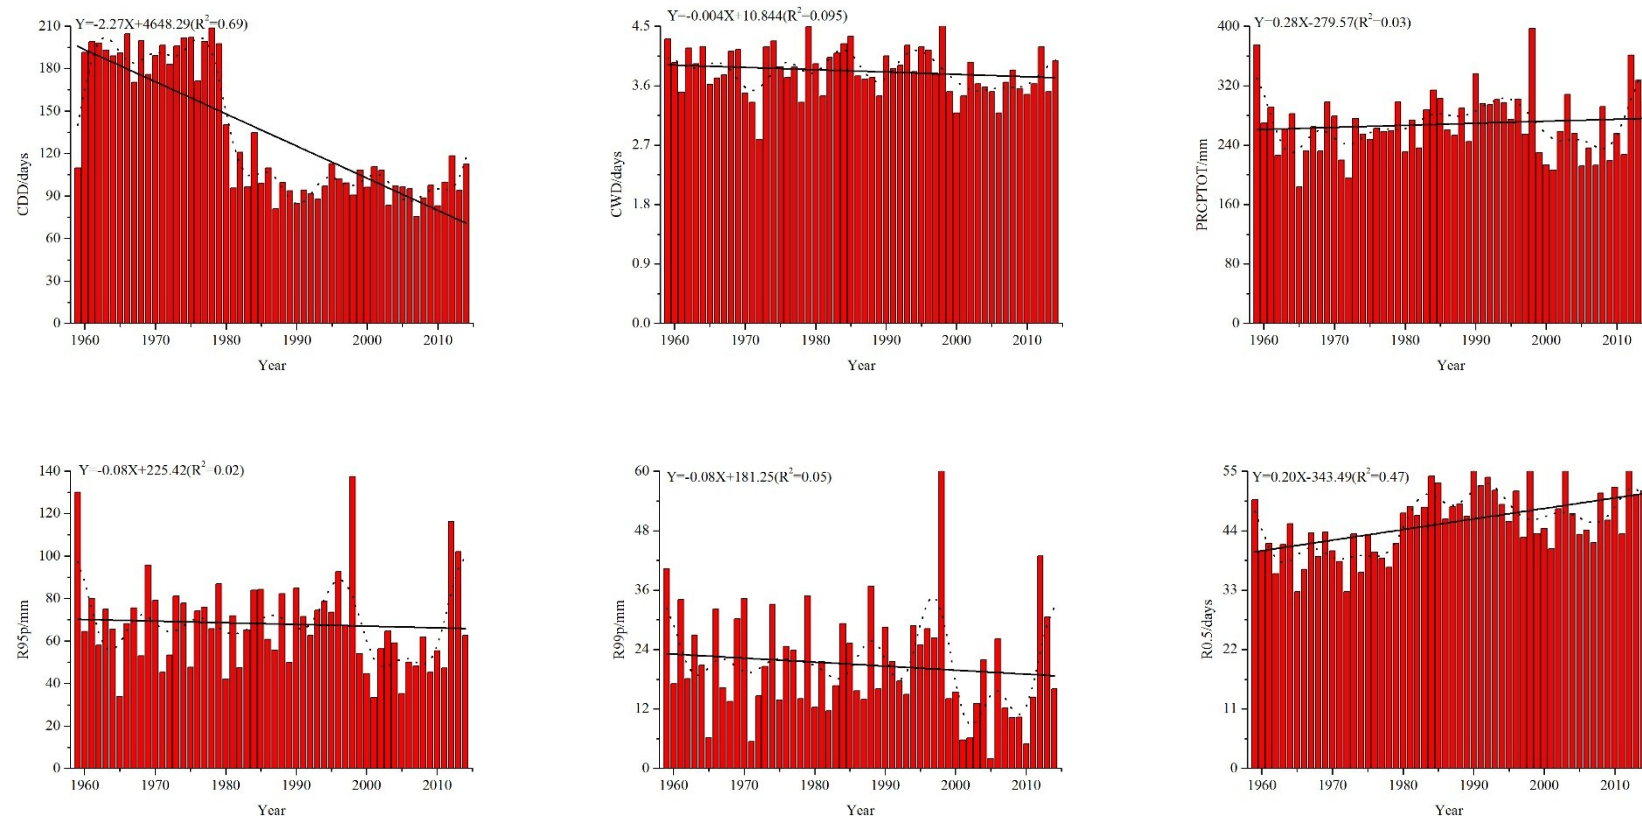 Y=-2.27X+4648.29(R²=0.69)
210
180
150
120
90
60
30
0
CDD/days
1960 1970 1980 1990 2000 2010
Year
Y=-0.004X+10.844(R²=0.095)
4.5
3.6
2.7
1.8
0.9
0.0
CWD/days
1960 1970 1980 1990 2000 2010
Year
Y=0.28X-279.57(R²=0.03)
400
320
240
160
80
0
PRCPTOT/mm
1960 1970 1980 1990 2000 2010
Year
Y=-0.08X+225.42(R²=0.02)
140
120
100
80
60
40
20
0
R95p/mm
1960 1970 1980 1990 2000 2010
Year
Y=-0.08X+181.25(R²=0.05)
60
48
36
24
12
0
R99p/mm
1960 1970 1980 1990 2000 2010
Year
Y=0.20X-343.49(R²=0.47)
55
44
33
22
11
0
R0.5/days
1960 1970 1980 1990 2000 2010
Year